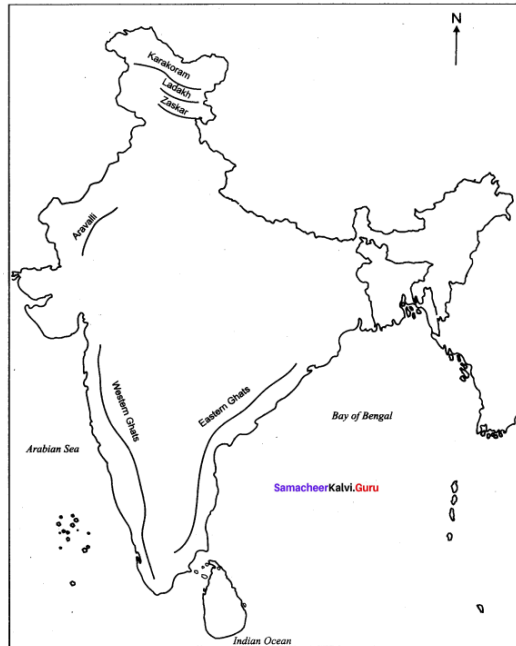 N
Karakoram
Ladakh
Zaskar
Aravalli
Western Ghats
Eastern Ghats
Bay of Bengal
Arabian Sea
SamacheerKalvi.Guru
Indian Ocean